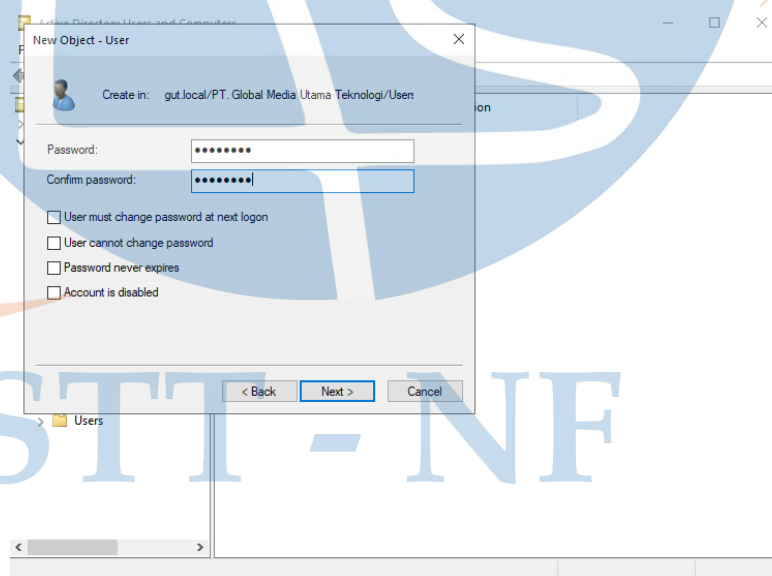 Active Directory Users and Computers
New Object - User
Create in: gut.local/PT. Global Media Utama Teknologi/Users
Password:
Confirm password:
User must change password at next logon
User cannot change password
Password never expires
Account is disabled
< Back Next > Cancel
Users
STT - NF